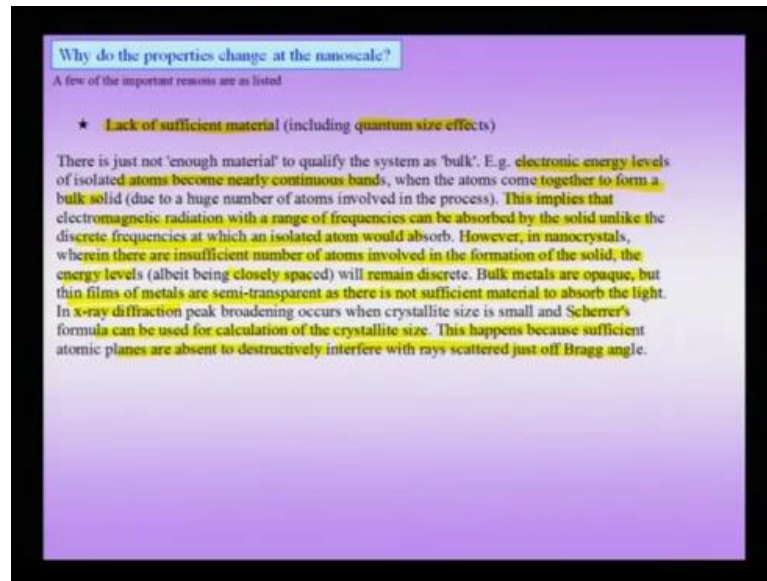 Why do the properties change at the nanoscale?
A few of the important reasons are as listed
★ Lack of sufficient material (including quantum size effects)
There is just not 'enough material' to qualify the system as 'bulk'. E.g. electronic energy levels
of isolated atoms become nearly continuous bands, when the atoms come together to form a
bulk solid (due to a huge number of atoms involved in the process). This implies that
electromagnetic radiation with a range of frequencies can be absorbed by the solid unlike the
discrete frequencies at which an isolated atom would absorb. However, in nanocrystals,
wherein there are insufficient number of atoms involved in the formation of the solid, the
energy levels (albeit being closely spaced) will remain discrete. Bulk metals are opaque, but
thin films of metals are semi-transparent as there is not sufficient material to absorb the light.
In x-ray diffraction peak broadening occurs when crystallite size is small and Scherrer's
formula can be used for calculation of the crystallite size. This happens because sufficient
atomic planes are absent to destructively interfere with rays scattered just off Bragg angle.